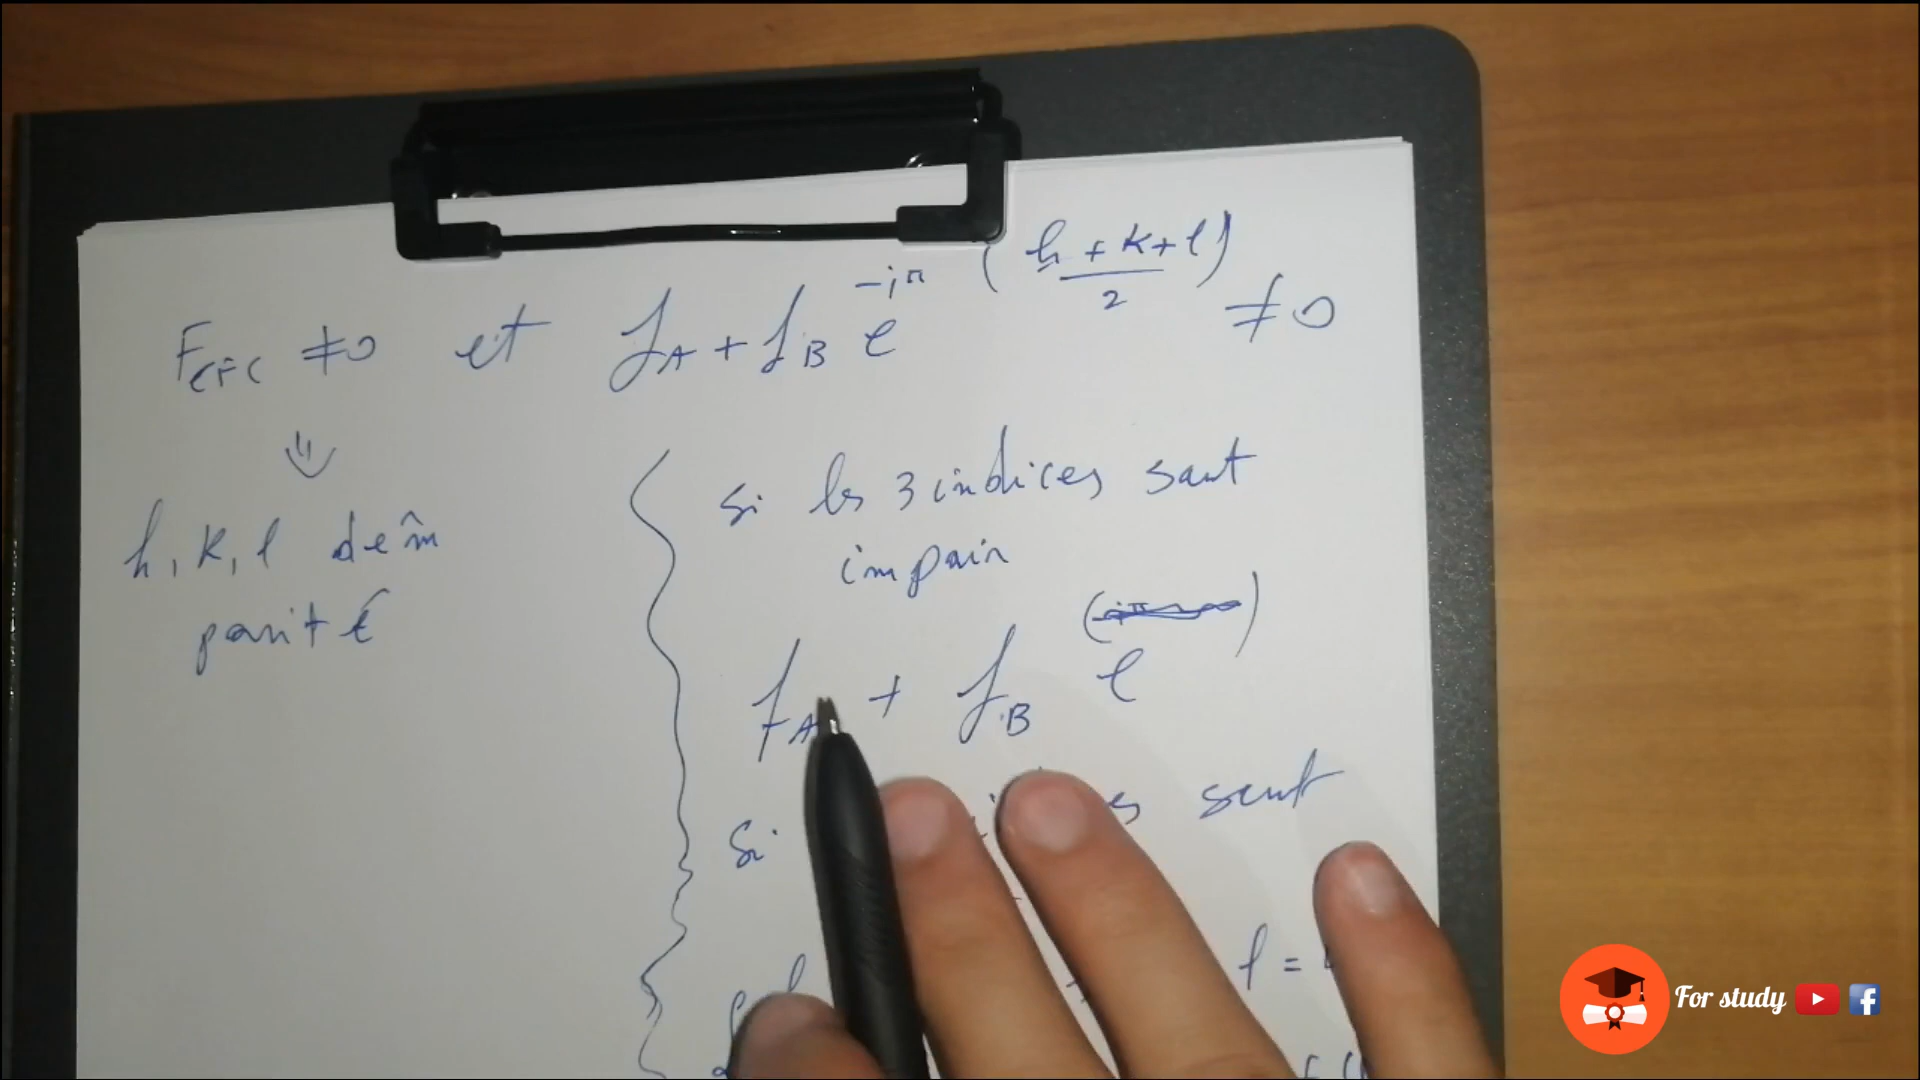 F_CFC ≠ 0 et f_A + f_B e^{-iπ (h + k + l)/2} ≠ 0
⇓
h, k, l de m̂
parité
si les 3 indices sont
impair
f_A + f_B e
si sont
l =
For study